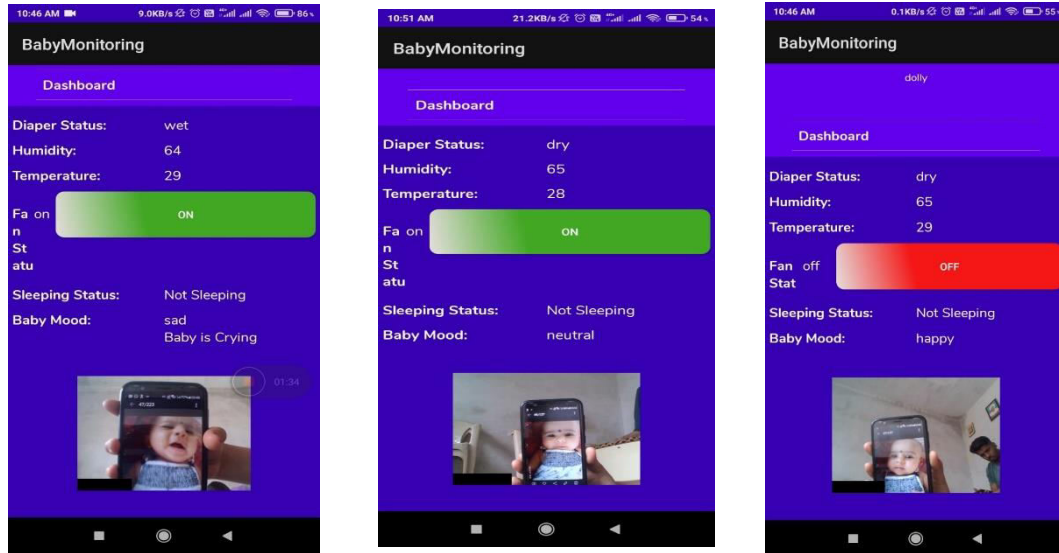 10:46 AM 9.0KB/s 86%
BabyMonitoring
Dashboard
Diaper Status: wet
Humidity: 64
Temperature: 29
Fa on ON
n
St
atu
Sleeping Status: Not Sleeping
Baby Mood: sad
Baby is Crying
01:34
10:51 AM 21.2KB/s 54%
BabyMonitoring
Dashboard
Diaper Status: dry
Humidity: 65
Temperature: 28
Fa on ON
n
St
atu
Sleeping Status: Not Sleeping
Baby Mood: neutral
10:46 AM 0.1KB/s 55
BabyMonitoring
dolly
Dashboard
Diaper Status: dry
Humidity: 65
Temperature: 29
Fan off OFF
Stat
Sleeping Status: Not Sleeping
Baby Mood: happy